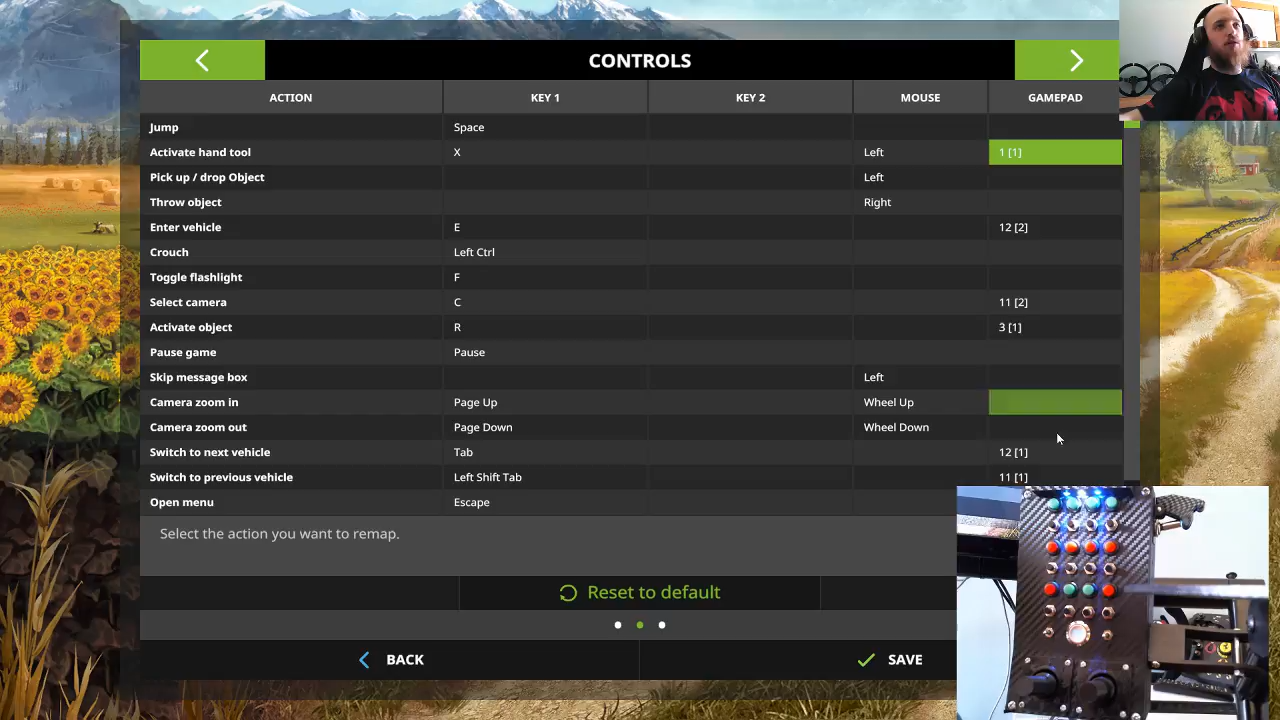 CONTROLS
ACTION KEY 1 KEY 2 MOUSE GAMEPAD
Jump Space
Activate hand tool X Left 1 [1]
Pick up / drop Object Left
Throw object Right
Enter vehicle E 12 [2]
Crouch Left Ctrl
Toggle flashlight F
Select camera C 11 [2]
Activate object R 3 [1]
Pause game Pause
Skip message box Left
Camera zoom in Page Up Wheel Up
Camera zoom out Page Down Wheel Down
Switch to next vehicle Tab 12 [1]
Switch to previous vehicle Left Shift Tab 11 [1]
Open menu Escape
Select the action you want to remap.
Reset to default
BACK SAVE